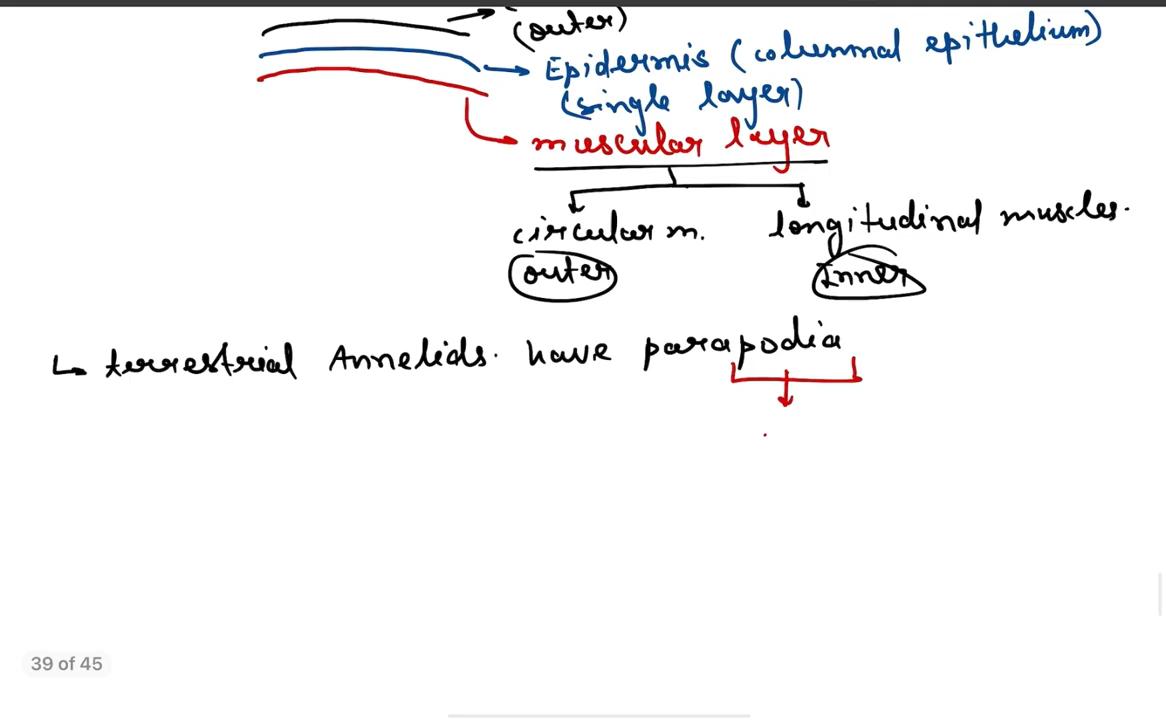 (outer)
Epidermis (columnal epithelium)
(single layer)
muscular layer
circular m. longitudinal muscles.
outer Inner
↳ terrestrial Annelids. have parapodia
39 of 45